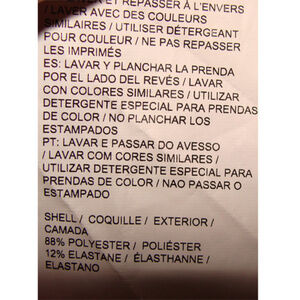 ER ET REPASSER À L'ENVERS
/ LAVER AVEC DES COULEURS
SIMILAIRES / UTILISER DÉTERGEANT
POUR COULEUR / NE PAS REPASSER
LES IMPRIMÉS
ES: LAVAR Y PLANCHAR LA PRENDA
POR EL LADO DEL REVÉS / LAVAR
CON COLORES SIMILARES / UTILIZAR
DETERGENTE ESPECIAL PARA PRENDAS
DE COLOR / NO PLANCHAR LOS
ESTAMPADOS
PT: LAVAR E PASSAR DO AVESSO
/ LAVAR COM CORES SIMILARES /
UTILIZAR DETERGENTE ESPECIAL PARA
PRENDAS DE COLOR / NAO PASSAR O
ESTAMPADO
SHELL / COQUILLE / EXTERIOR /
CAMADA
88% POLYESTER / POLIÉSTER
12% ELASTANE / ÉLASTHANNE /
ELASTANO